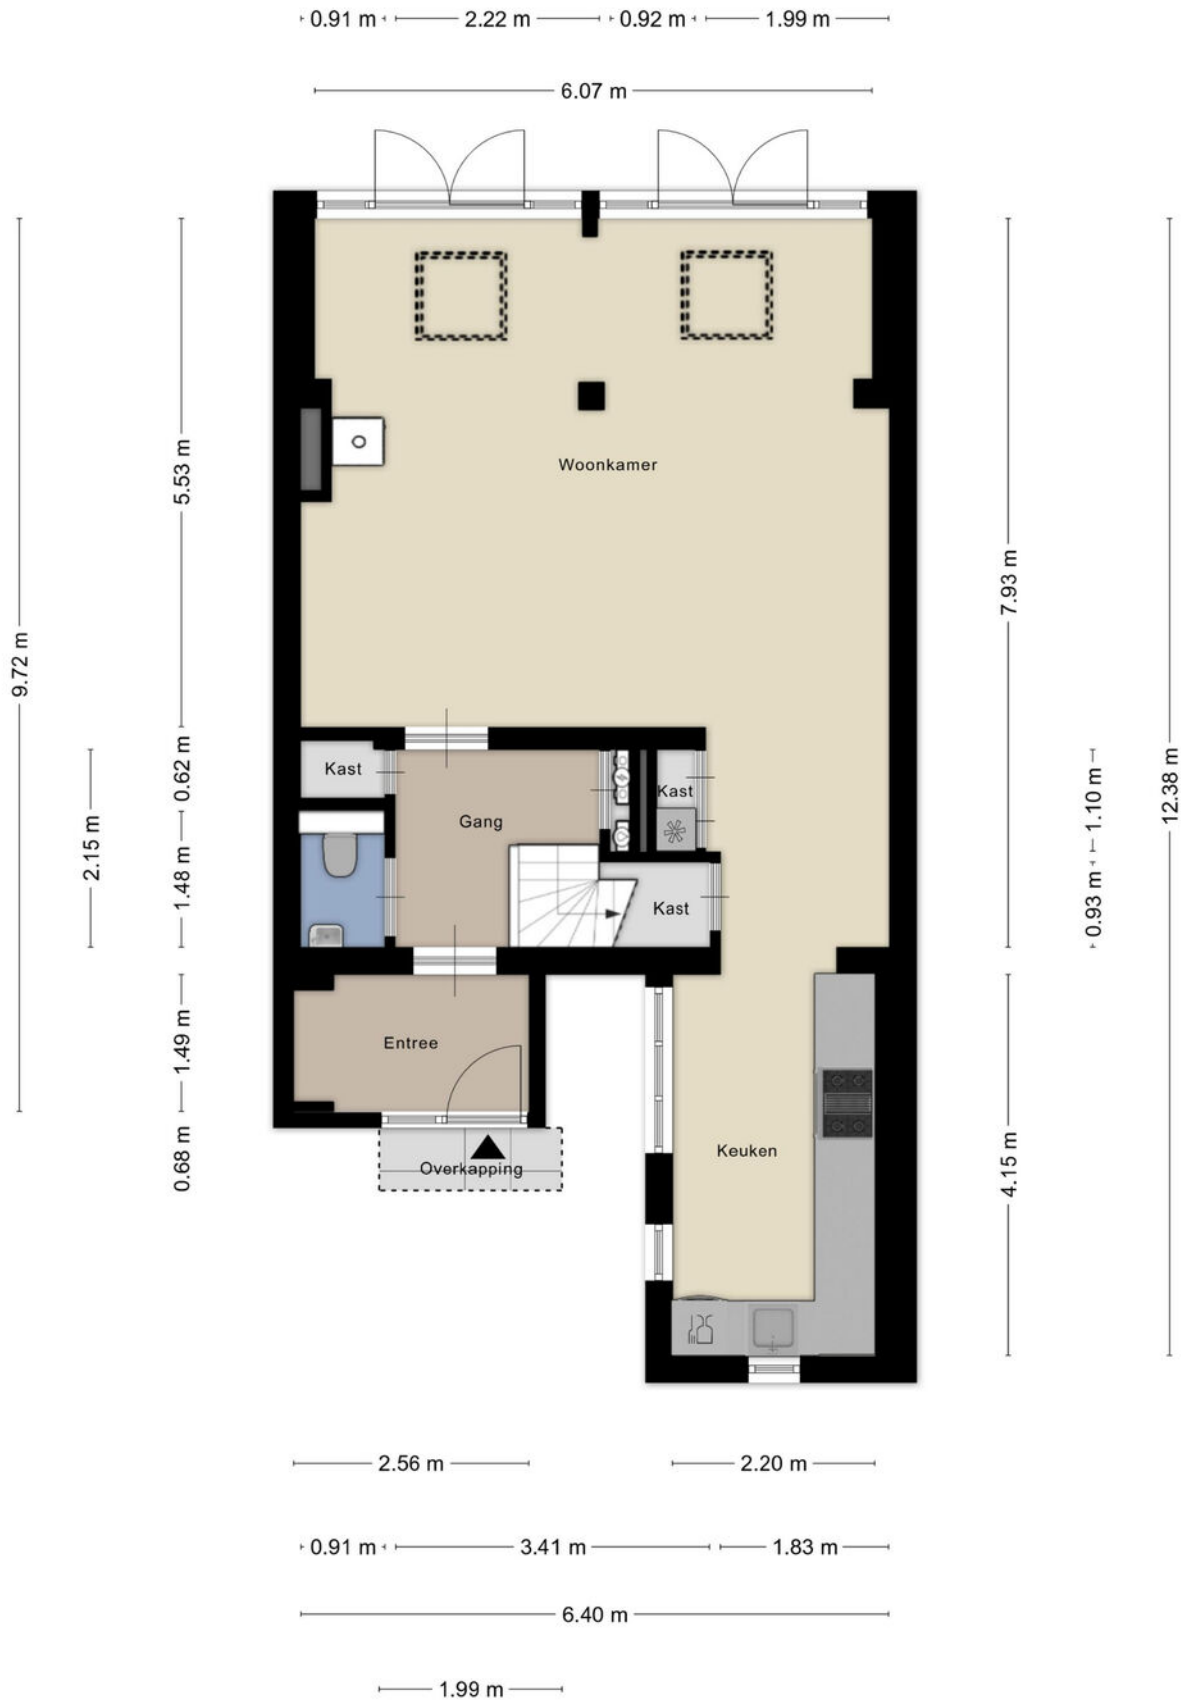 0.91 m 2.22 m 0.92 m 1.99 m
6.07 m
5.53 m
Woonkamer
7.93 m
9.72 m
0.62 m
Kast
Kast
1.10 m
12.38 m
Gang
2.15 m
1.48 m
Kast
0.93 m
1.49 m
Entree
0.68 m
Overkapping
Keuken
4.15 m
2.56 m 2.20 m
0.91 m 3.41 m 1.83 m
6.40 m
1.99 m